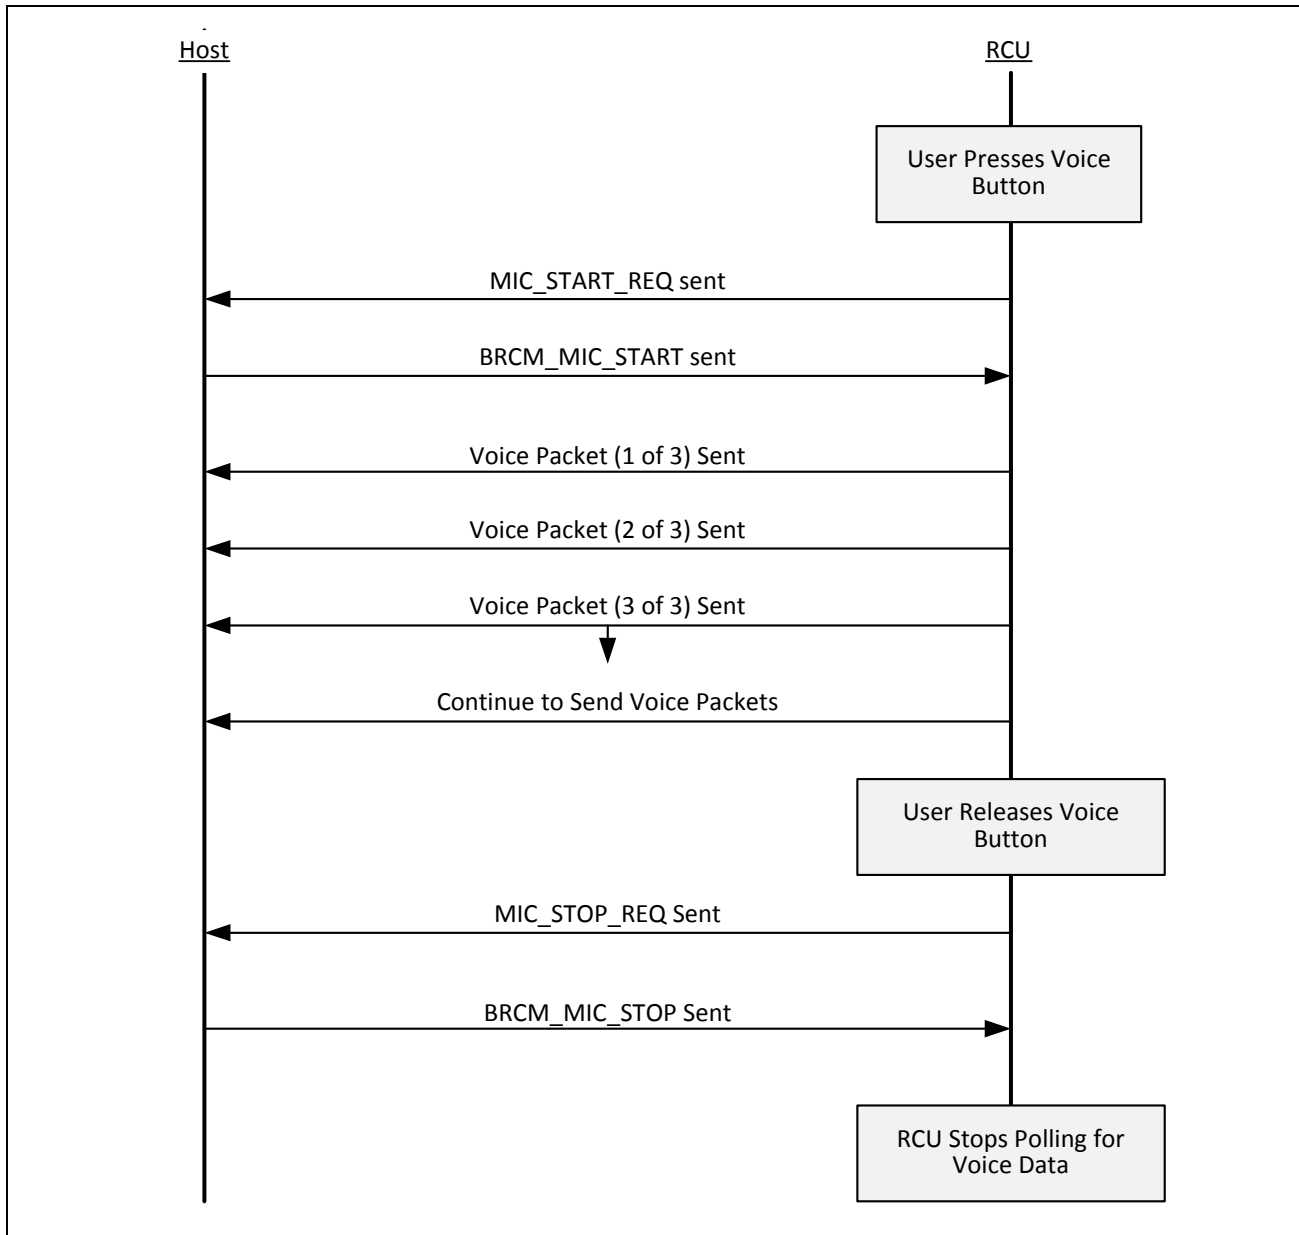 Host
RCU
User Presses Voice
Button
MIC_START_REQ sent
BRCM_MIC_START sent
Voice Packet (1 of 3) Sent
Voice Packet (2 of 3) Sent
Voice Packet (3 of 3) Sent
Continue to Send Voice Packets
User Releases Voice
Button
MIC_STOP_REQ Sent
BRCM_MIC_STOP Sent
RCU Stops Polling for
Voice Data